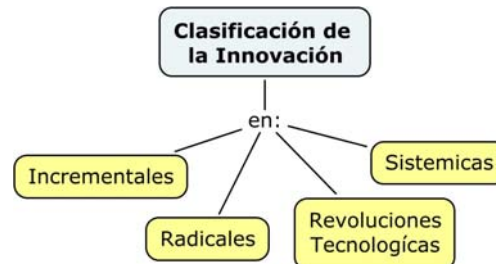 Clasificación de
la Innovación
en:
Incrementales
Sistemicas
Radicales
Revoluciones
Tecnologícas